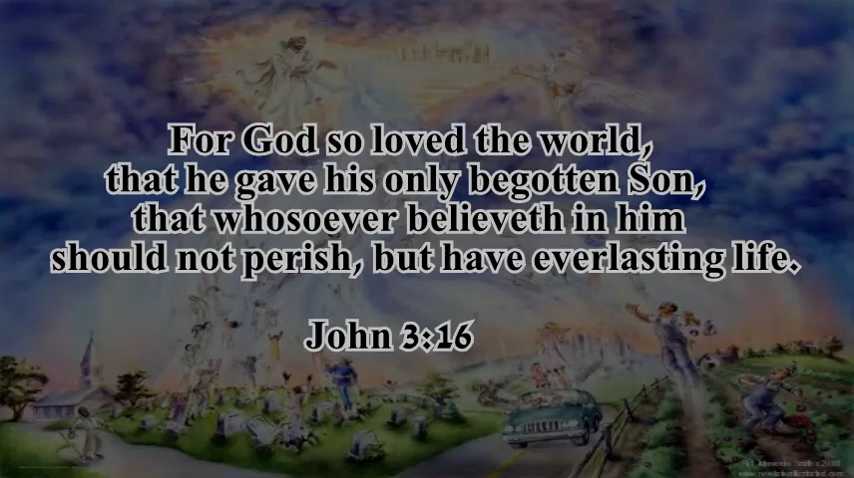 For God so loved the world,
that he gave his only begotten Son,
that whosoever believeth in him
should not perish, but have everlasting life.
John 3:16